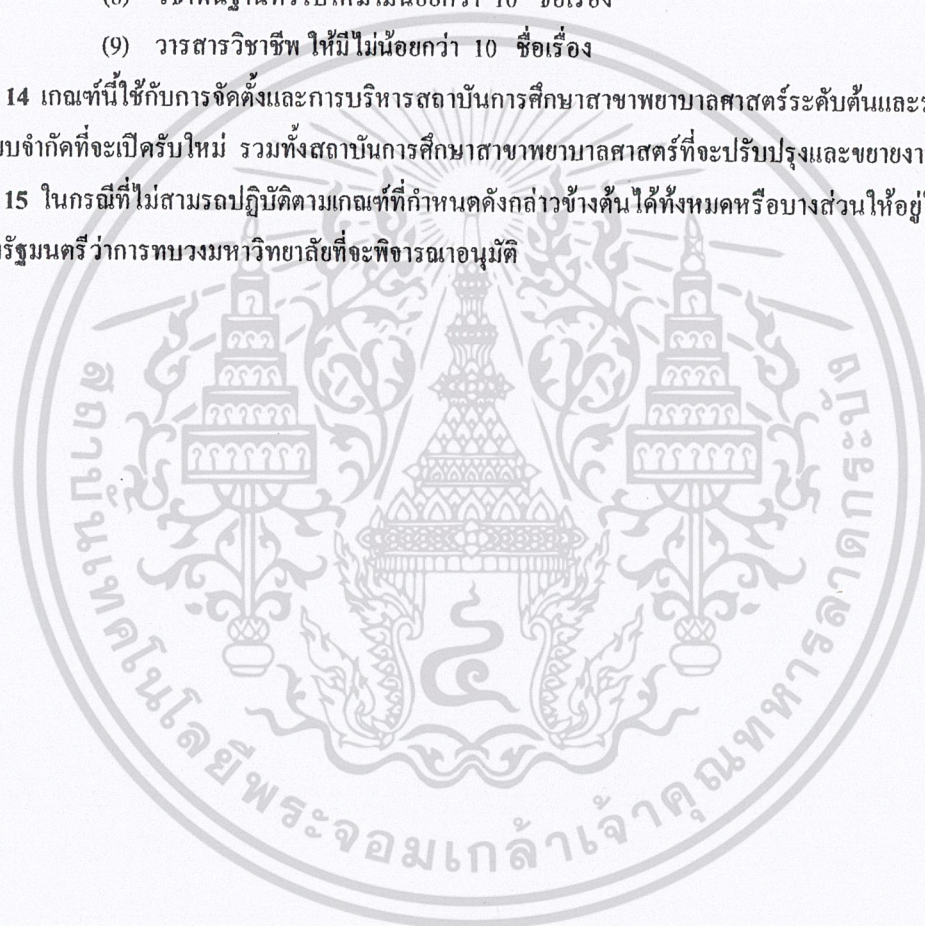 (9) วารสารวิชาชีพ ให้มีไม่น้อยกว่า 10 ชื่อเรื่อง
14 เกณฑ์นี้ใช้กับการจัดตั้งและการบริหารสถาบันการศึกษาสาขาพยาบาลศาสตร์ระดับต้นและ
จำกัดที่จะเปิดรับใหม่ รวมทั้งสถาบันการศึกษาสาขาพยาบาลศาสตร์ที่จะปรับปรุงและขยายงา
15 ในกรณีที่ไม่สามรถปฏิบัติตามเกณฑ์ที่กำหนดดังกล่าวข้างต้นได้ทั้งหมดหรือบางส่วนให้อยู่
รัฐมนตรีว่าการทบวงมหาวิทยาลัยที่จะพิจารณาอนุมัติ
สถาบันเทคโนโลยีพระจอมเกล้าเจ้าคุณทหารลาดกระบัง
๔